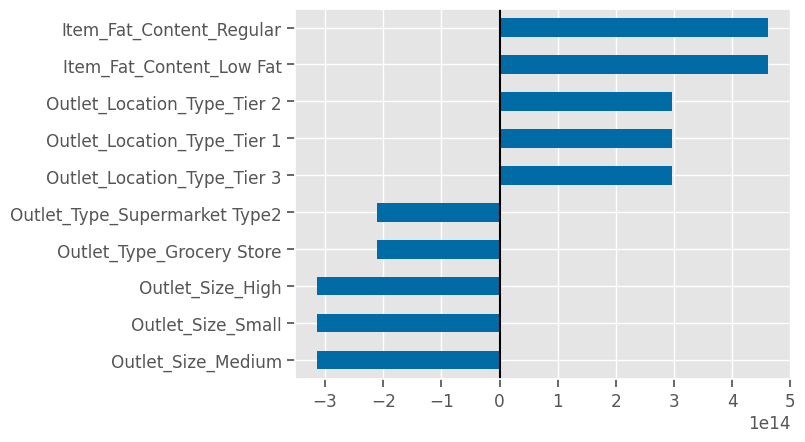 Item_Fat_Content_Regular
Item_Fat_Content_Low Fat
Outlet_Location_Type_Tier 2
Outlet_Location_Type_Tier 1
Outlet_Location_Type_Tier 3
Outlet_Type_Supermarket Type2
Outlet_Type_Grocery Store
Outlet_Size_High
Outlet_Size_Small
Outlet_Size_Medium
−3 −2 −1 0 1 2 3 4 5
1e14